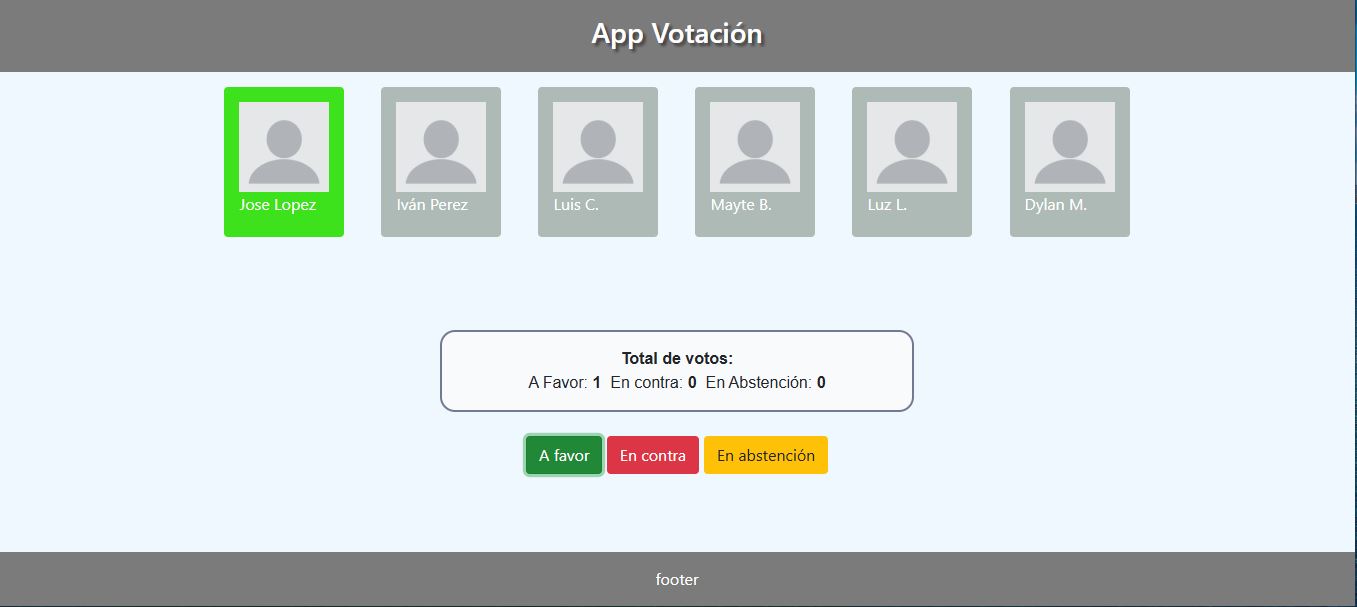 App Votación
Jose Lopez
Iván Perez
Luis C.
Mayte B.
Luz L.
Dylan M.
Total de votos:
A Favor: 1 En contra: 0 En Abstención: 0
A favor
En contra
En abstención
footer